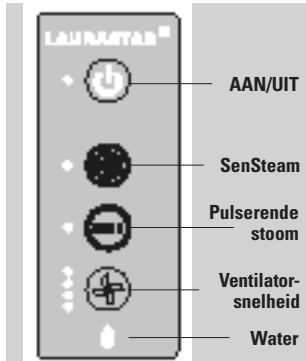 LAURASTAR
AAN/UIT
SenSteam
Pulserende
stoom
Ventilator-
snelheid
Water